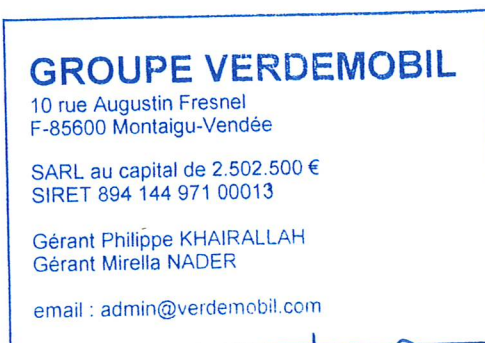 GROUPE VERDEMOBIL
10 rue Augustin Fresnel
F-85600 Montaigu-Vendée
SARL au capital de 2.502.500 €
SIRET 894 144 971 00013
Gérant Philippe KHAIRALLAH
Gérant Mirella NADER
email : admin@verdemobil.com